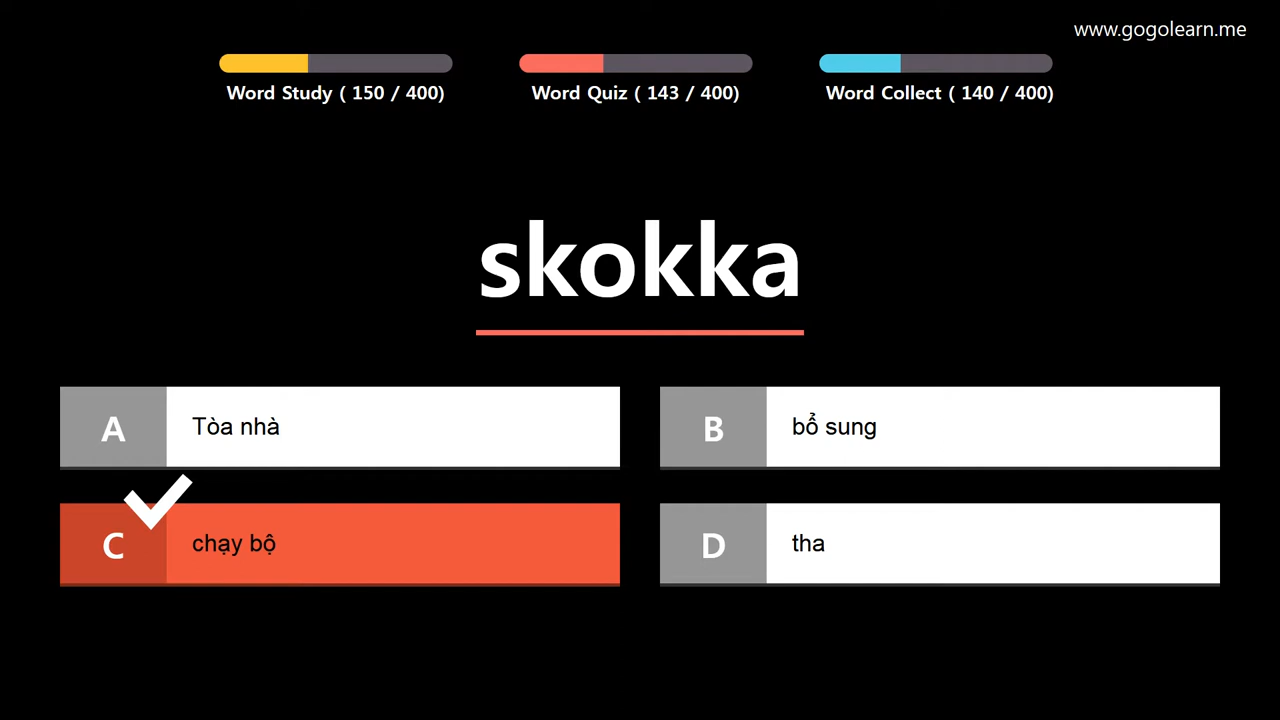 www.gogolearn.me
Word Study ( 150 / 400)
Word Quiz ( 143 / 400)
Word Collect ( 140 / 400)
skokka
A Tòa nhà
B bổ sung
C chạy bộ
D tha